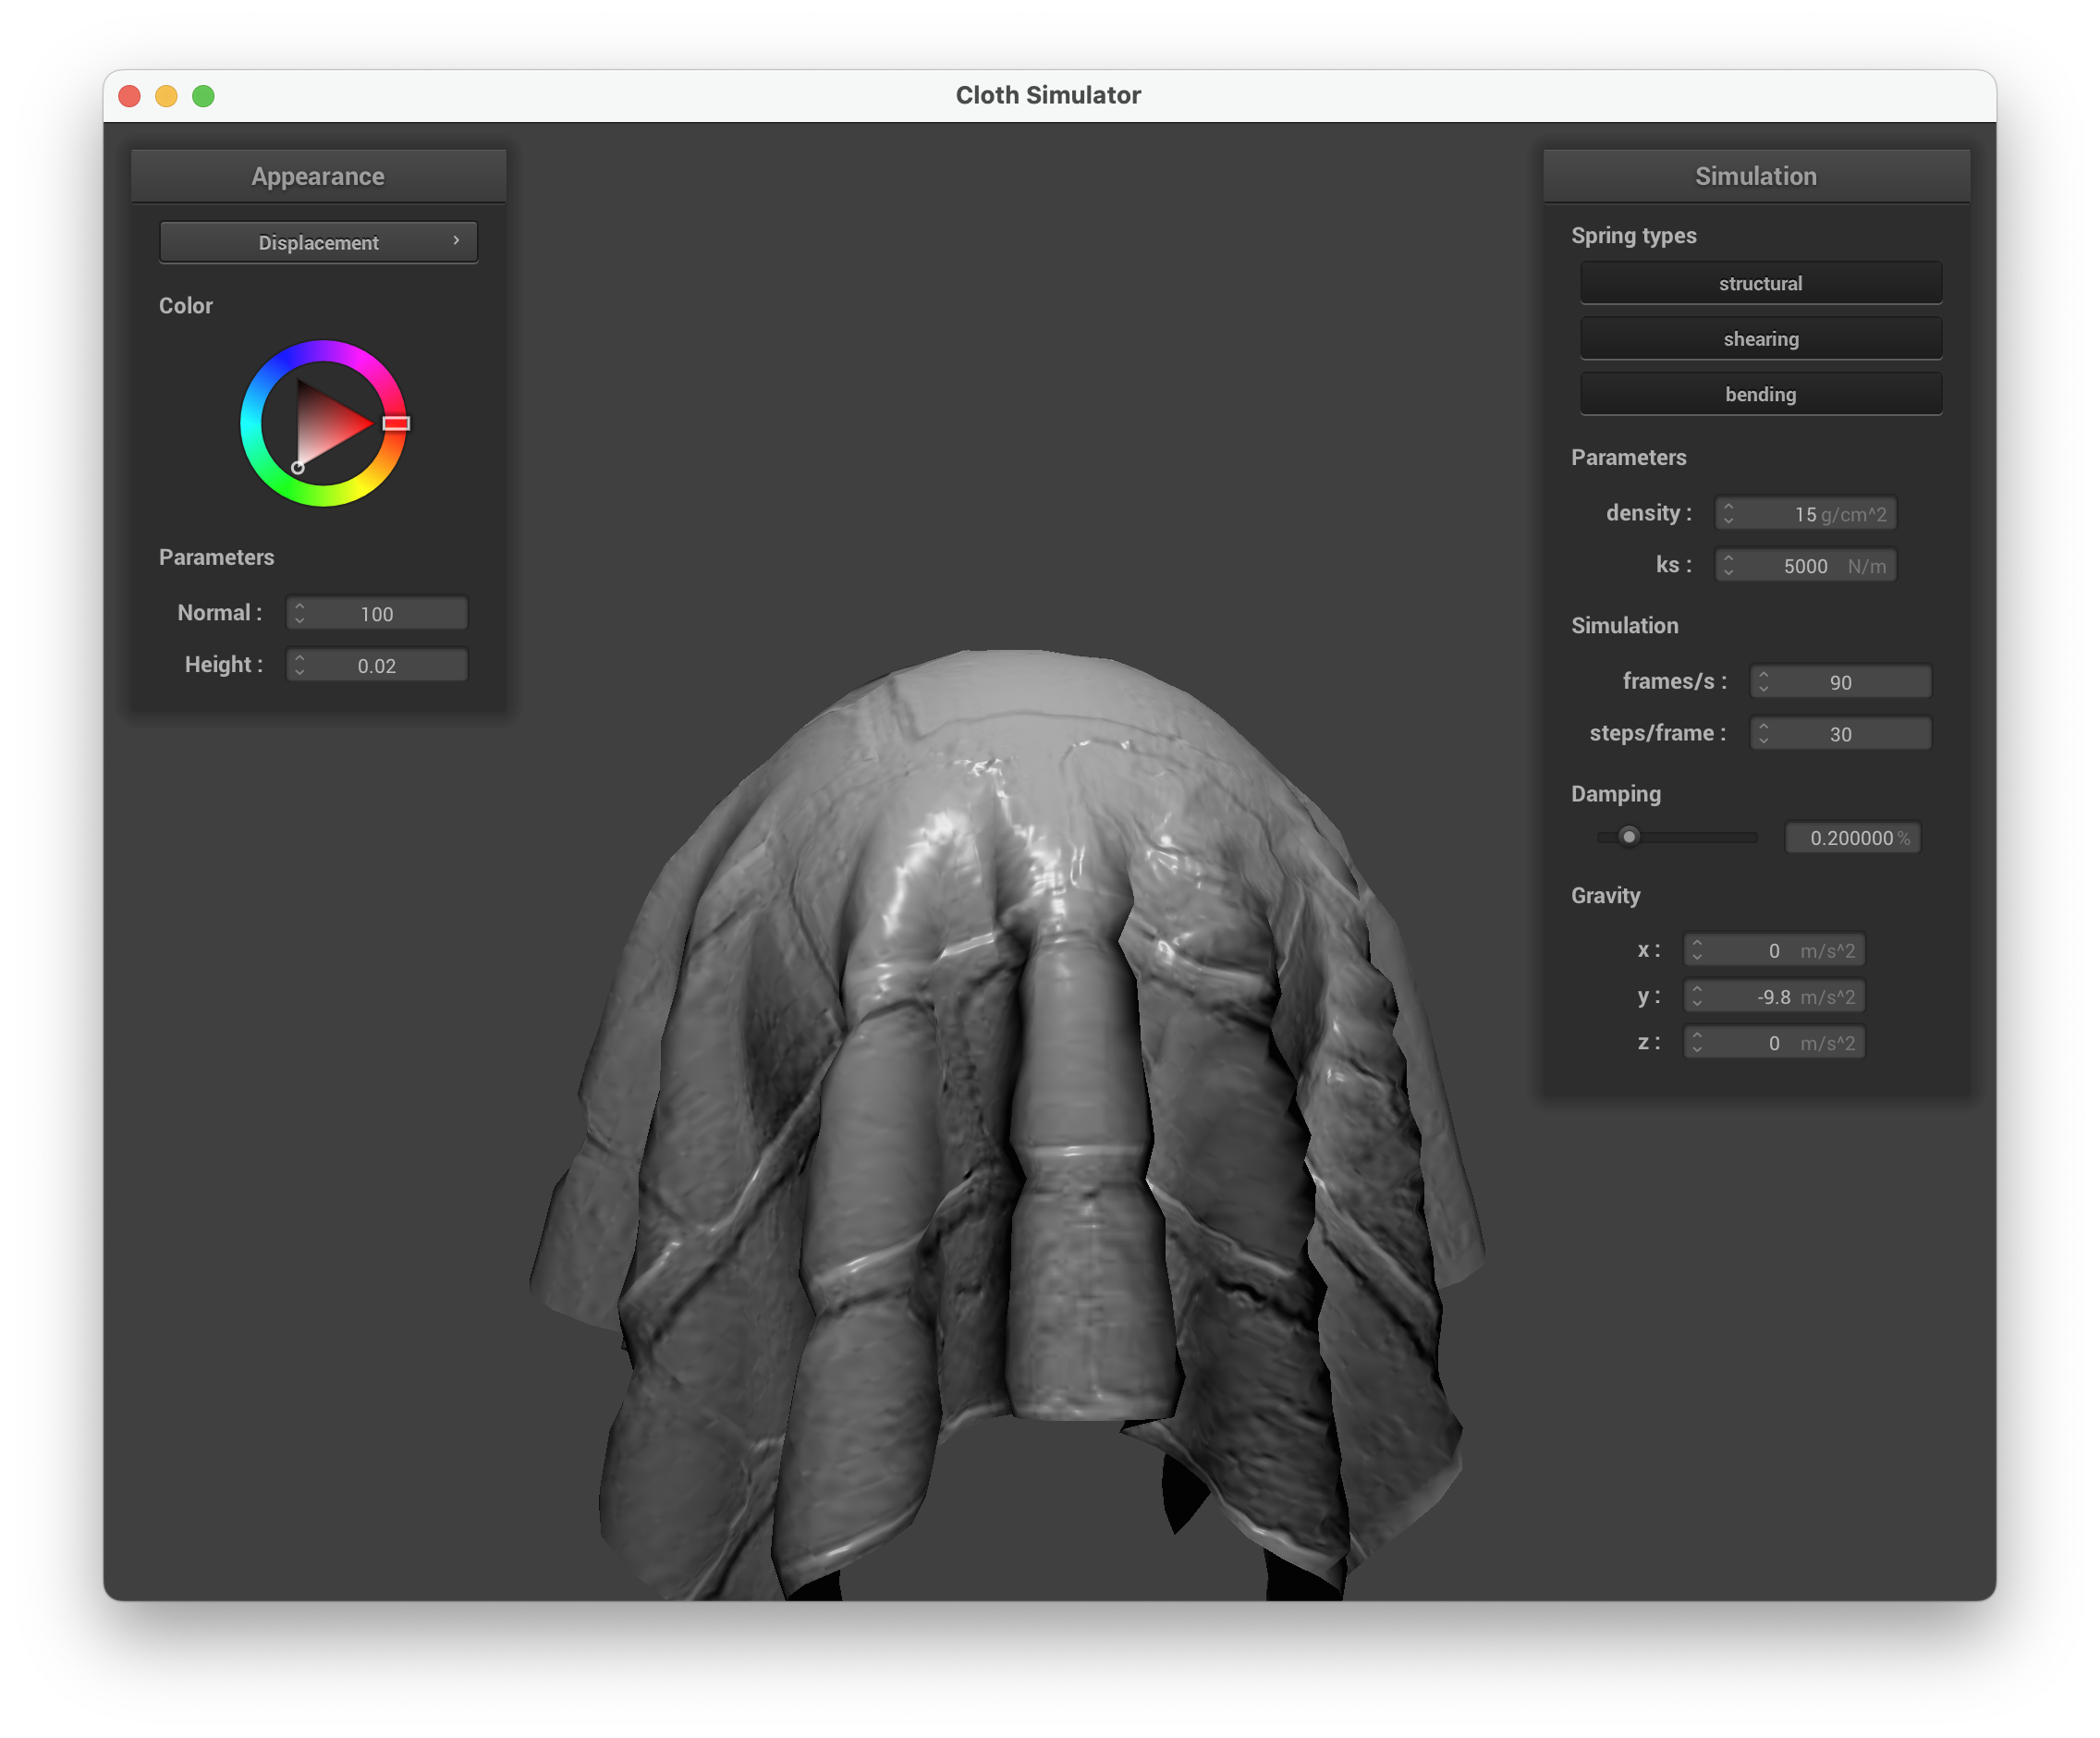 Cloth Simulator
Appearance
Displacement
Color
Parameters
Normal : 100
Height : 0.02
Simulation
Spring types
structural
shearing
bending
Parameters
density : 15 g/cm^2
ks : 5000 N/m
Simulation
frames/s : 90
steps/frame : 30
Damping
0.200000 %
Gravity
x : 0 m/s^2
y : -9.8 m/s^2
z : 0 m/s^2